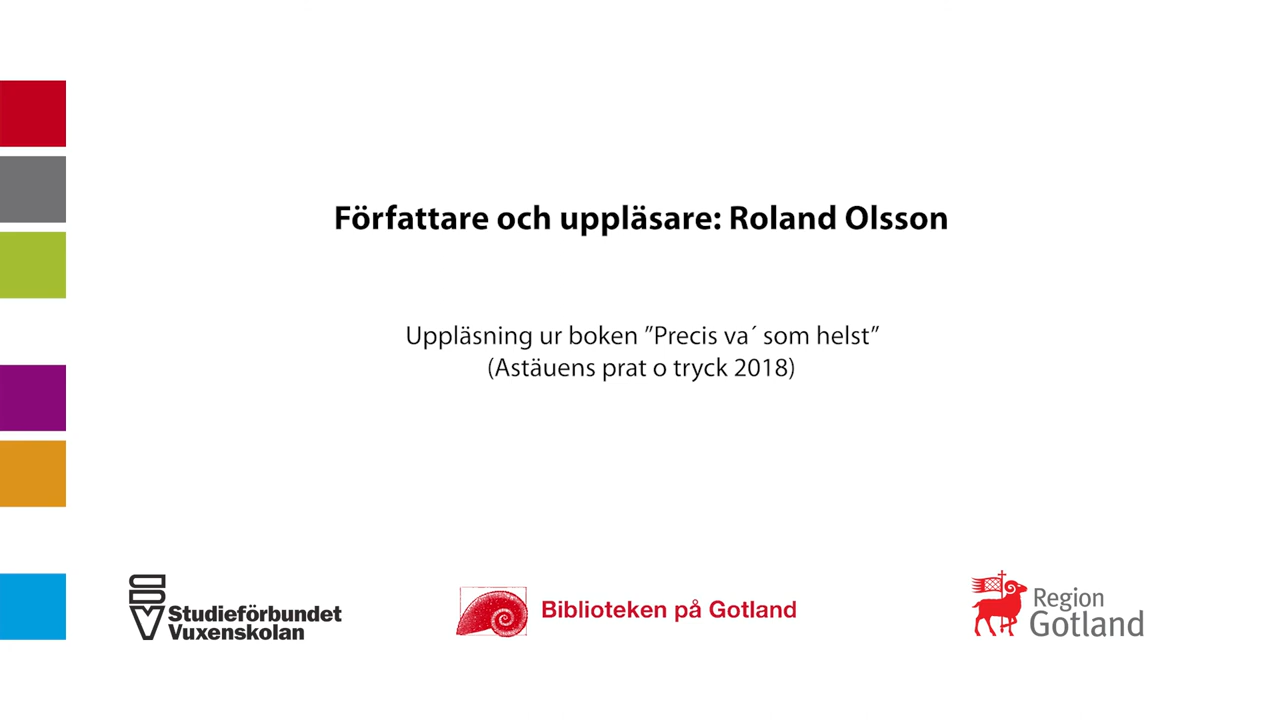 Författare och uppläsare: Roland Olsson
Uppläsning ur boken ”Precis va´ som helst”
(Astäuens prat o tryck 2018)
SV
Studieförbundet
Vuxenskolan
Biblioteken på Gotland
Region
Gotland